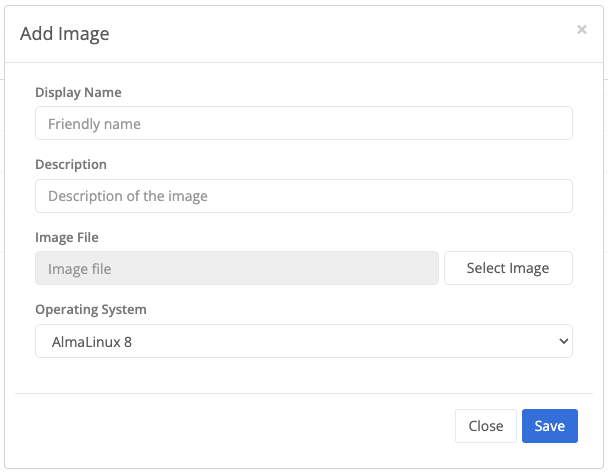 Add Image ×
Display Name
Friendly name
Description
Description of the image
Image File
Image file Select Image
Operating System
AlmaLinux 8
Close Save